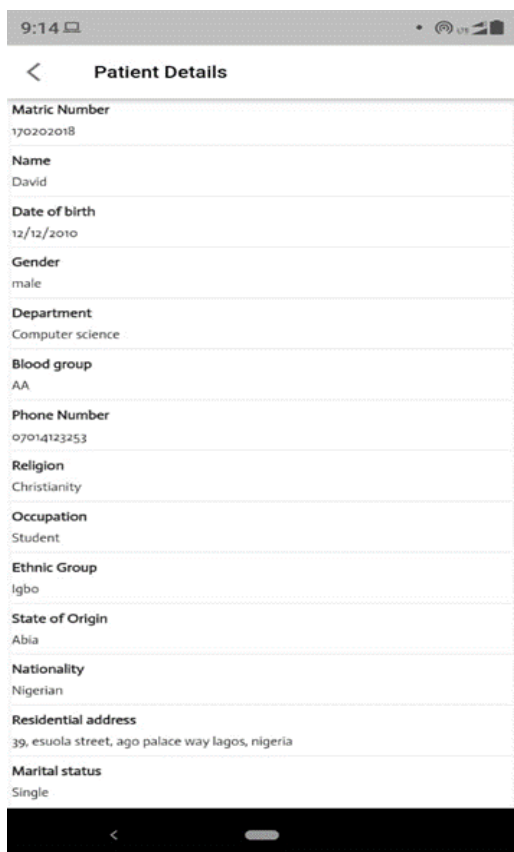 9:14
LTE
Patient Details
Matric Number
170202018
Name
David
Date of birth
12/12/2010
Gender
male
Department
Computer science
Blood group
AA
Phone Number
07014123253
Religion
Christianity
Occupation
Student
Ethnic Group
Igbo
State of Origin
Abia
Nationality
Nigerian
Residential address
39, esuola street, ago palace way lagos, nigeria
Marital status
Single